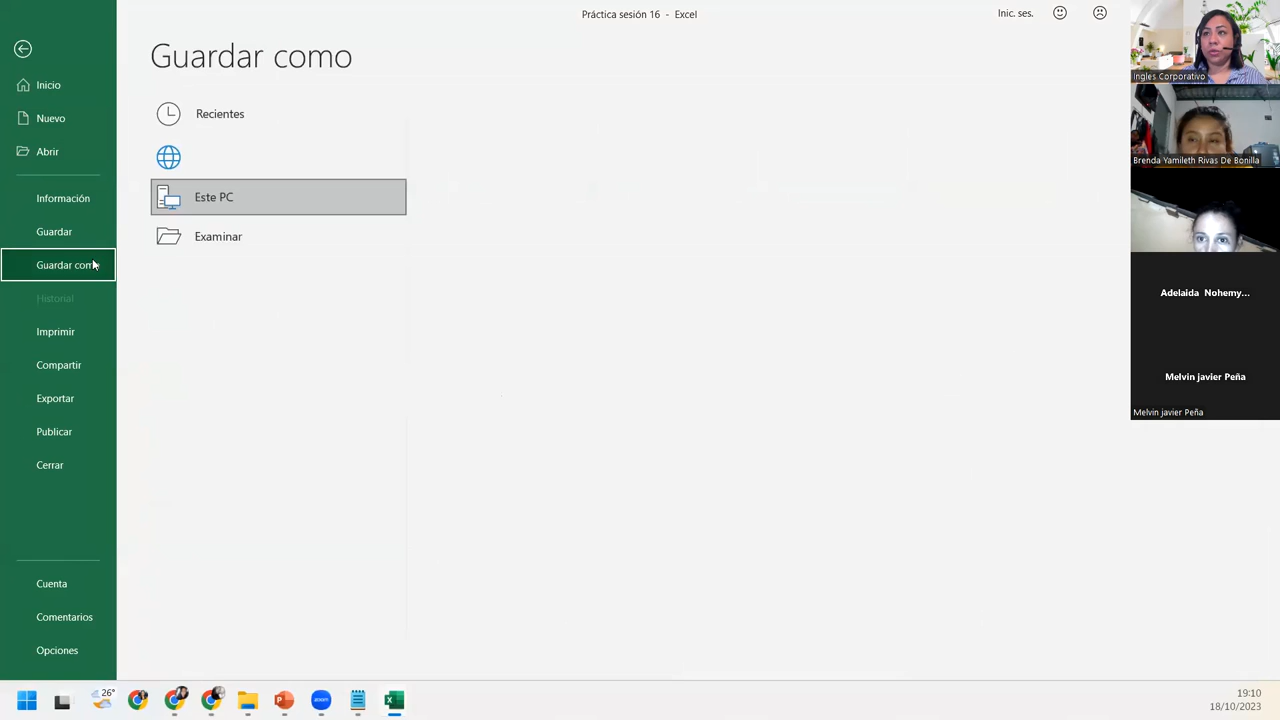 Práctica sesión 16 - Excel
Inic. ses.
Guardar como
Inicio
Nuevo
Abrir
Información
Guardar
Guardar como
Historial
Imprimir
Compartir
Exportar
Publicar
Cerrar
Cuenta
Comentarios
Opciones
Recientes
Este PC
Examinar
Ingles Corporativo
Brenda Yamileth Rivas De Bonilla
Adelaida Nohemy...
Melvin javier Peña
Melvin javier Peña
26°
zoom
19:10
18/10/2023